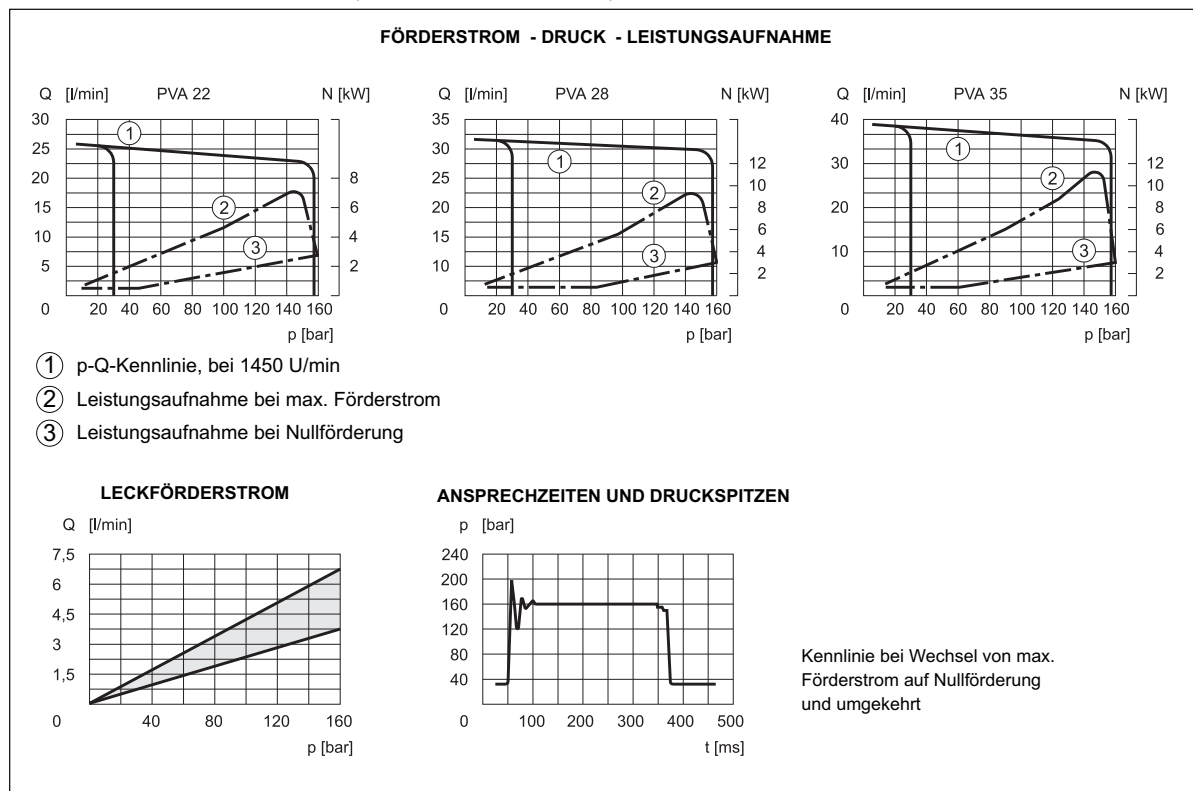 FÖRDERSTROM - DRUCK - LEISTUNGSAUFNAHME
Q [l/min] PVA 22 N [kW]
30
25
20
15
10
5
0
8
6
4
2
1
2
3
20 40 60 80 100 120 140 160
p [bar]
Q [l/min] PVA 28 N [kW]
35
30
25
20
15
10
0
12
10
8
6
4
2
1
2
3
20 40 60 80 100 120 140 160
p [bar]
Q [l/min] PVA 35 N [kW]
40
30
20
10
0
12
10
8
6
4
2
1
2
3
20 40 60 80 100 120 140 160
p [bar]
1 p-Q-Kennlinie, bei 1450 U/min
2 Leistungsaufnahme bei max. Förderstrom
3 Leistungsaufnahme bei Nullförderung
LECKFÖRDERSTROM
Q [l/min]
7,5
6
4,5
3
1,5
0 40 80 120 160
p [bar]
ANSPRECHZEITEN UND DRUCKSPITZEN
p [bar]
240
200
160
120
80
40
0 100 200 300 400 500
t [ms]
Kennlinie bei Wechsel von max.
Förderstrom auf Nullförderung
und umgekehrt